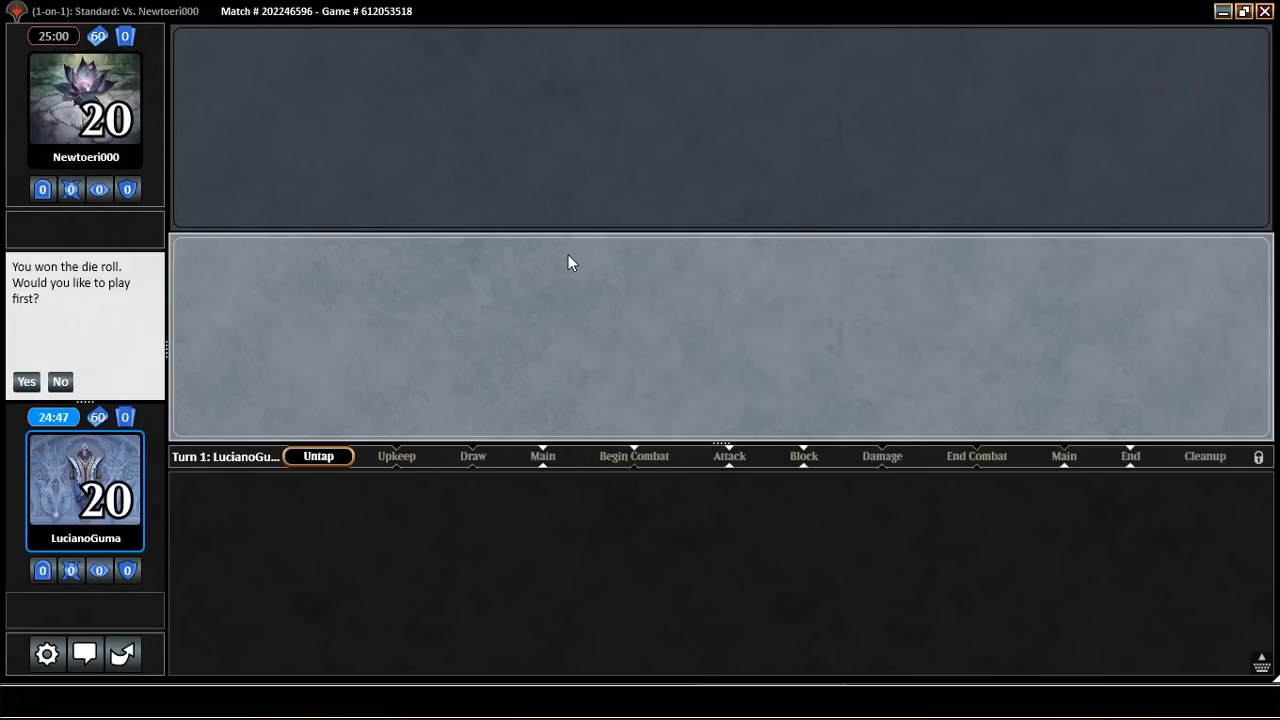 (1-on-1): Standard: Vs. Newtoeri000 Match # 202246596 - Game # 612053518
25:00 60 0
20
Newtoeri000
0 0 0 0
You won the die roll.
Would you like to play
first?
Yes No
24:47 60 0
20
LucianoGuma
0 0 0 0
Turn 1: LucianoGu... Untap Upkeep Draw Main Begin Combat Attack Block Damage End Combat Main End Cleanup